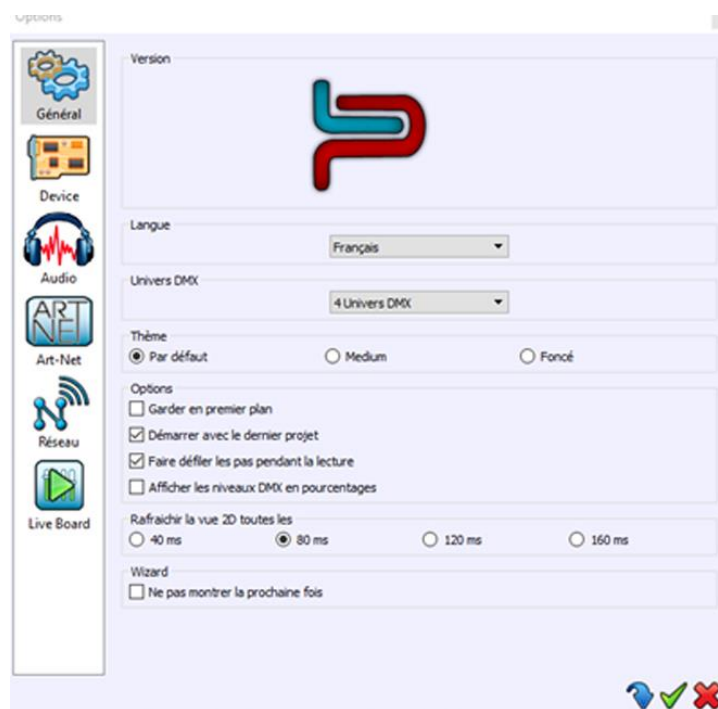 Options
Général
Device
Audio
ART
NET
Art-Net
Réseau
Live Board
Version
Langue
Français
Univers DMX
4 Univers DMX
Thème
Par défaut Medium Foncé
Options
Garder en premier plan
Démarrer avec le dernier projet
Faire défiler les pas pendant la lecture
Afficher les niveaux DMX en pourcentages
Rafraichir la vue 2D toutes les
40 ms 80 ms 120 ms 160 ms
Wizard
Ne pas montrer la prochaine fois